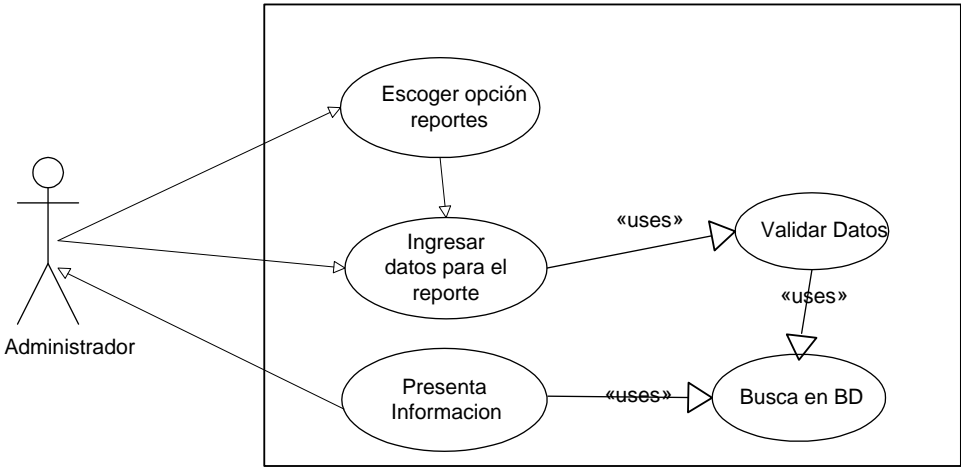 Escoger opción
reportes
Ingresar
datos para el
reporte
«uses»
Validar Datos
«uses»
Administrador
Presenta
Informacion
«uses»
Busca en BD